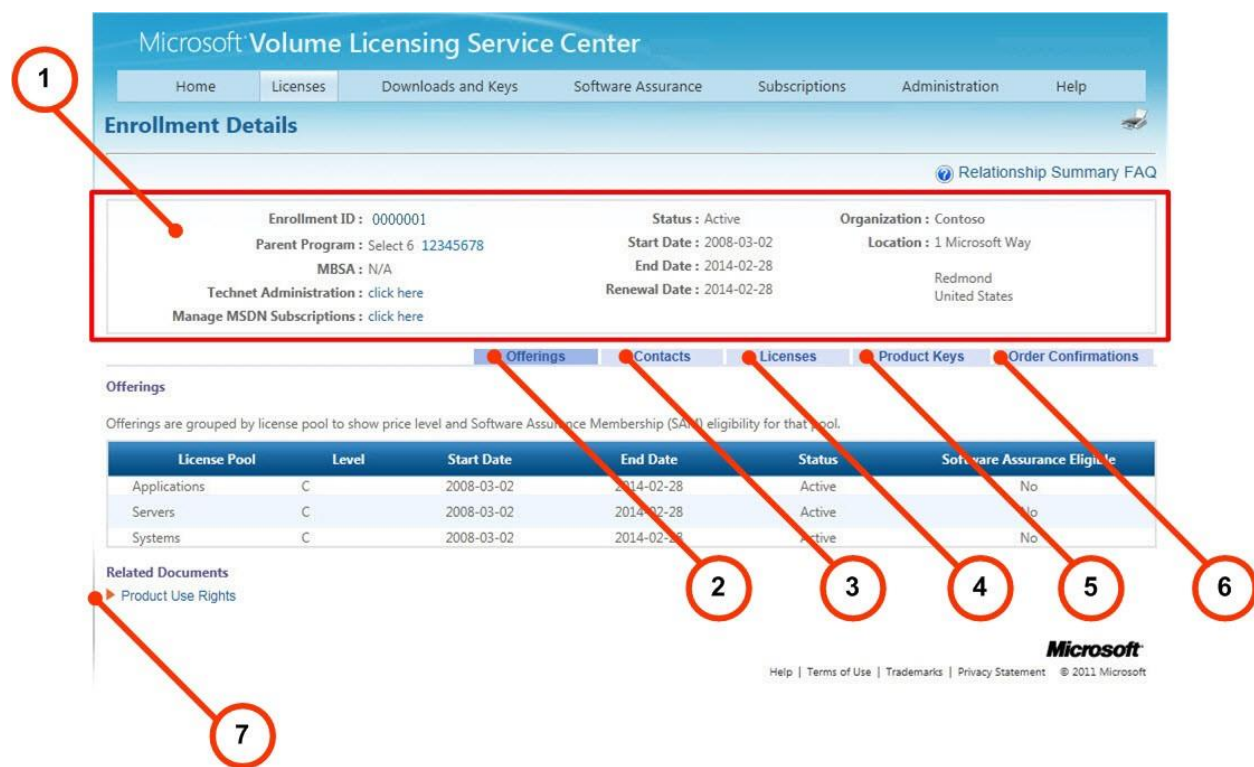 Microsoft Volume Licensing Service Center
1
Home Licenses Downloads and Keys Software Assurance Subscriptions Administration Help
Enrollment Details
Relationship Summary FAQ
Enrollment ID : 0000001 Status : Active Organization : Contoso
Parent Program : Select 6 12345678 Start Date : 2008-03-02 Location : 1 Microsoft Way
MBSA : N/A End Date : 2014-02-28 Redmond
Technet Administration : click here Renewal Date : 2014-02-28 United States
Manage MSDN Subscriptions : click here
Offerings Contacts Licenses Product Keys Order Confirmations
Offerings
Offerings are grouped by license pool to show price level and Software Assurance Membership (SAM) eligibility for that pool.
License Pool Level Start Date End Date Status Software Assurance Eligible
Applications C 2008-03-02 2014-02-28 Active No
Servers C 2008-03-02 2014-02-28 Active No
Systems C 2008-03-02 2014-02-28 Active No
Related Documents
2 3 4 5 6
Product Use Rights
Microsoft
Help | Terms of Use | Trademarks | Privacy Statement © 2011 Microsoft
7